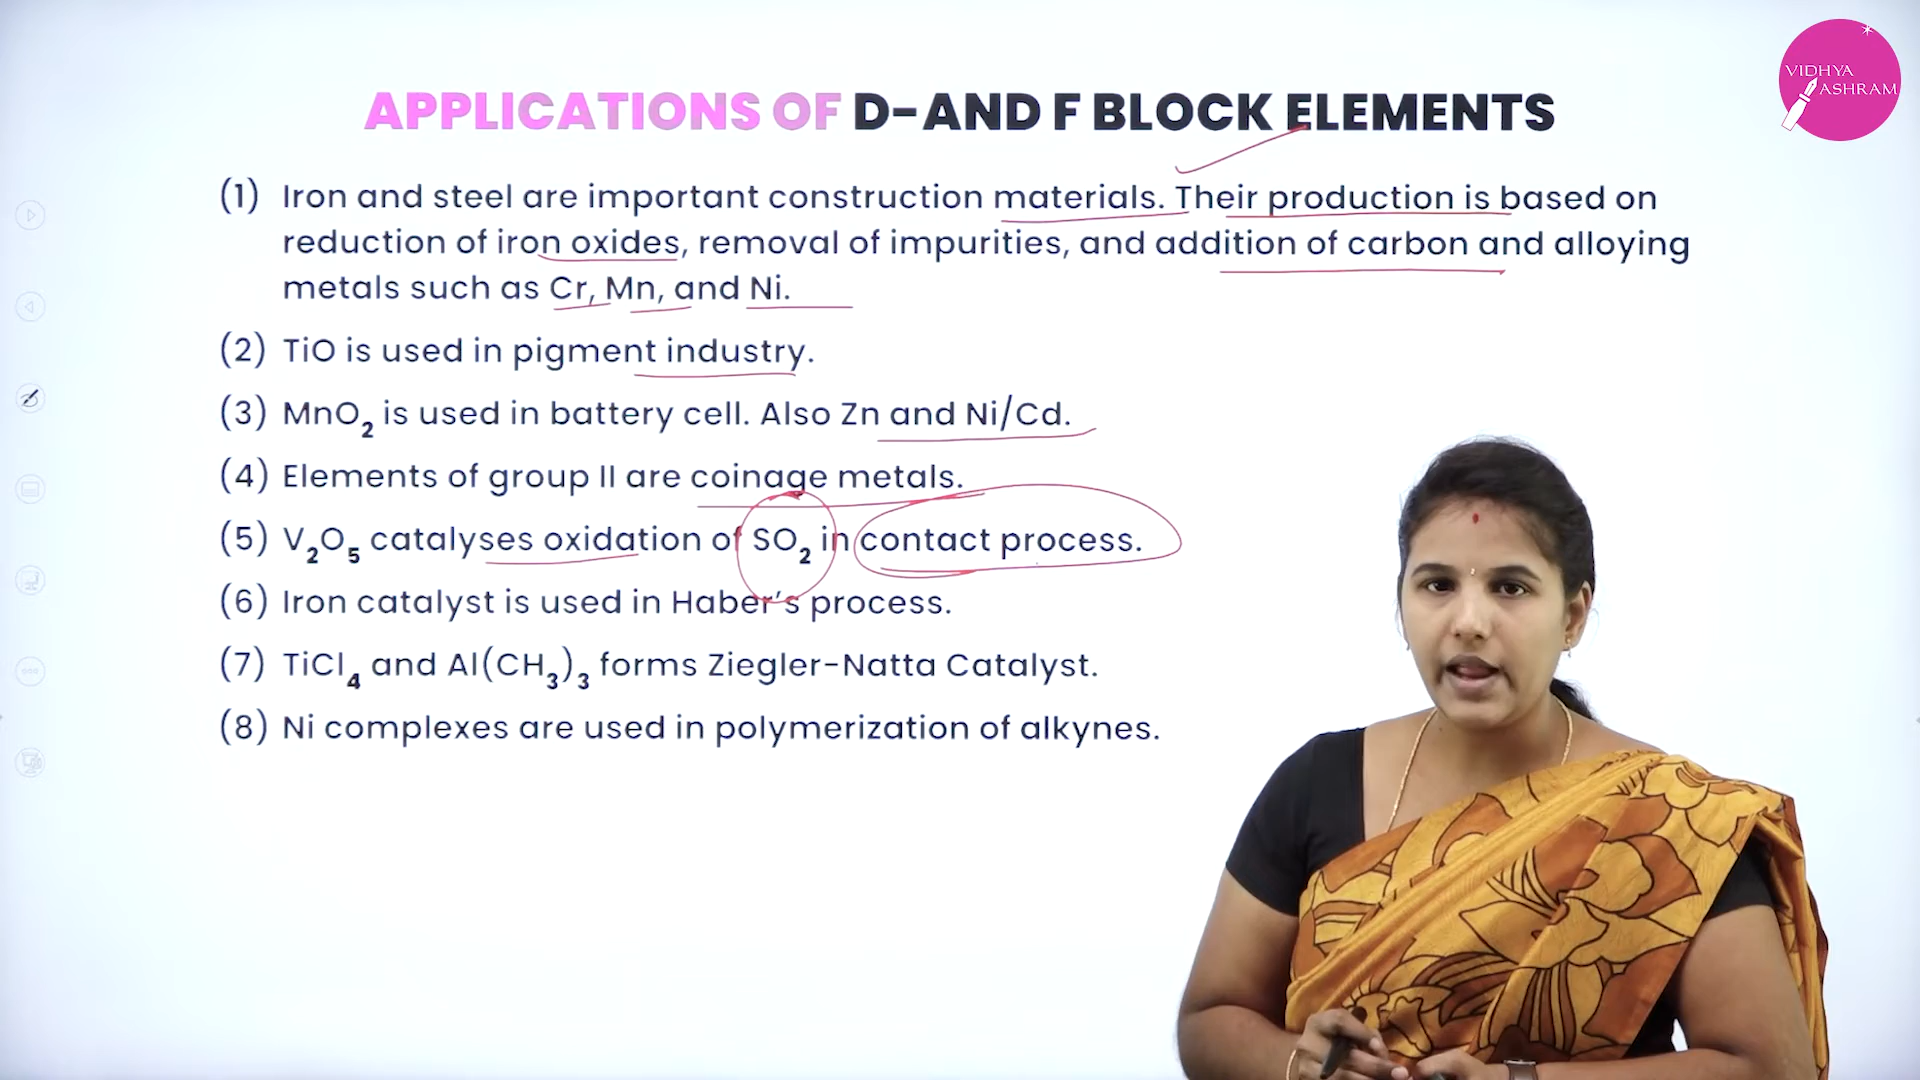 VIDHYA
ASHRAM
APPLICATIONS OF D-AND F BLOCK ELEMENTS
(1) Iron and steel are important construction materials. Their production is based on
reduction of iron oxides, removal of impurities, and addition of carbon and alloying
metals such as Cr, Mn, and Ni.
(2) TiO is used in pigment industry.
(3) MnO₂ is used in battery cell. Also Zn and Ni/Cd.
(4) Elements of group II are coinage metals.
(5) V₂O₅ catalyses oxidation of SO₂ in contact process.
(6) Iron catalyst is used in Haber's process.
(7) TiCl₄ and Al(CH₃)₃ forms Ziegler-Natta Catalyst.
(8) Ni complexes are used in polymerization of alkynes.